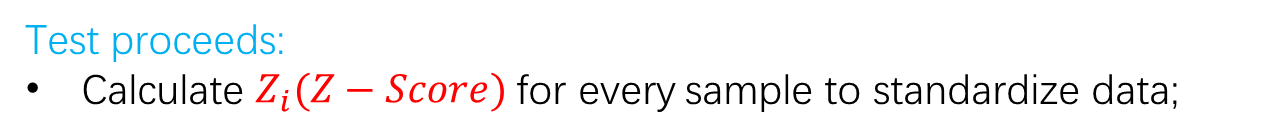 Test proceeds:
• Calculate Zᵢ(Z − Score) for every sample to standardize data;